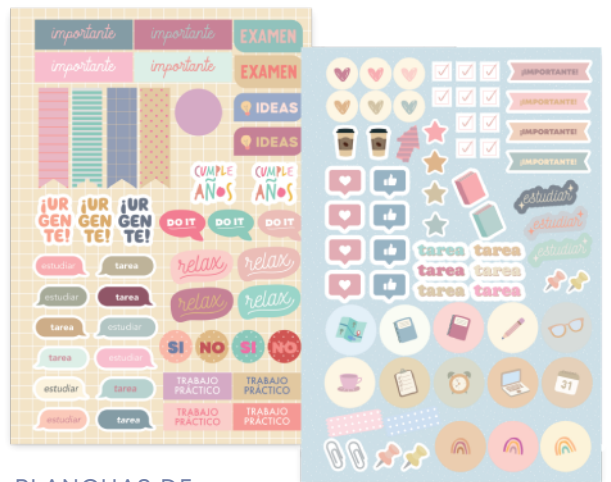 importante importante EXAMEN
importante importante EXAMEN
IDEAS
IDEAS
CUMPLE CUMPLE
AÑOS AÑOS
¡UR ¡UR ¡UR
GEN GEN GEN
TE! TE! TE!
DO IT DO IT DO IT
estudiar tarea relax relax
estudiar tarea relax relax
tarea estudiar SI NO SI NO
tarea estudiar TRABAJO TRABAJO
PRÁCTICO PRÁCTICO
estudiar tarea TRABAJO TRABAJO
PRÁCTICO PRÁCTICO
estudiar tarea
¡IMPORTANTE!
¡IMPORTANTE!
¡IMPORTANTE!
¡IMPORTANTE!
estudiar
estudiar
estudiar
tarea tarea
tarea tarea
tarea tarea
31
PLANCHAS DE